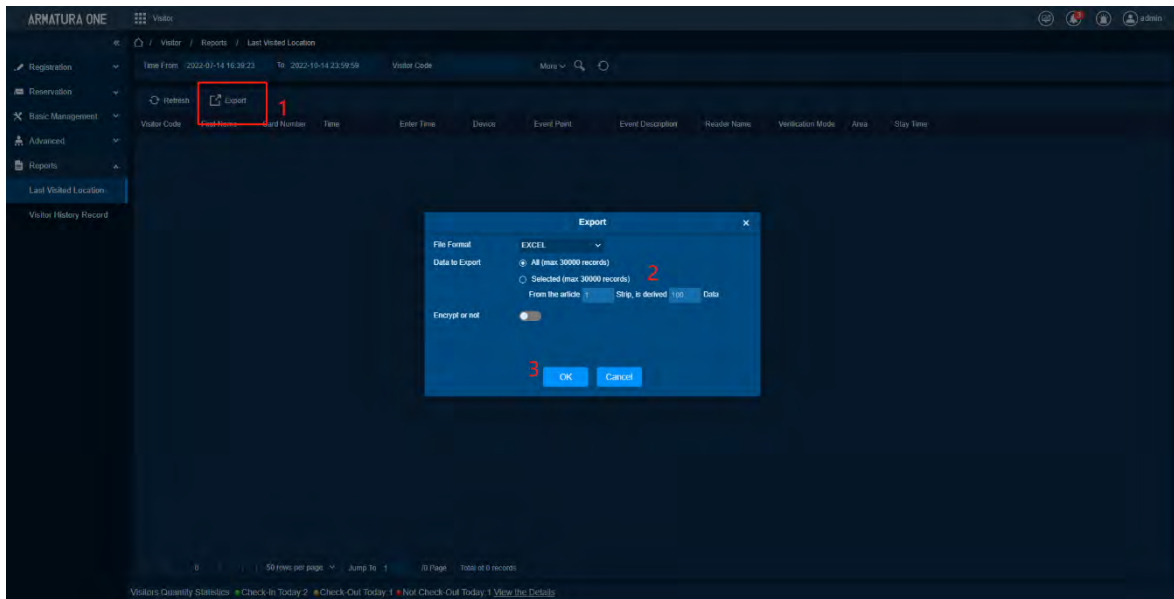 ARMATURA ONE
Visitor
admin
Visitor / Reports / Last Visited Location
Registration
Time From 2022-07-14 16:39:23 To 2022-10-14 23:59:59 Visitor Code More
Reservation
Refresh Export 1
Basic Management
Visitor Code First Name Card Number Time Enter Time Device Event Point Event Description Reader Name Verification Mode Area Stay Time
Advanced
Reports
Last Visited Location
Visitor History Record
Export
File Format EXCEL
Data to Export All (max 30000 records)
Selected (max 30000 records) 2
From the article 1 Strip, is derived 100 Data
Encrypt or not
3 OK Cancel
50 rows per page Jump To 1 /0 Page Total of 0 records
Visitors Quantity Statistics Check-In Today:2 Check-Out Today:1 Not Check-Out Today:1 View the Details